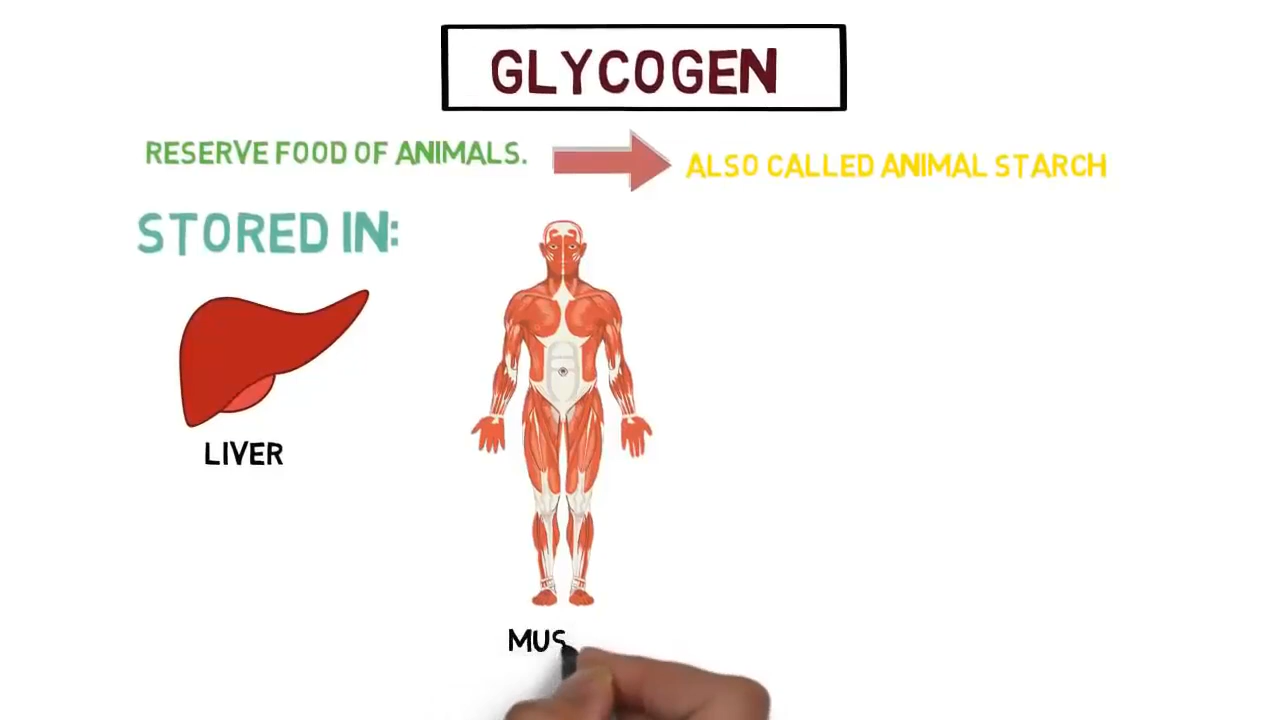 GLYCOGEN
RESERVE FOOD OF ANIMALS.
ALSO CALLED ANIMAL STARCH
STORED IN:
LIVER
MUS